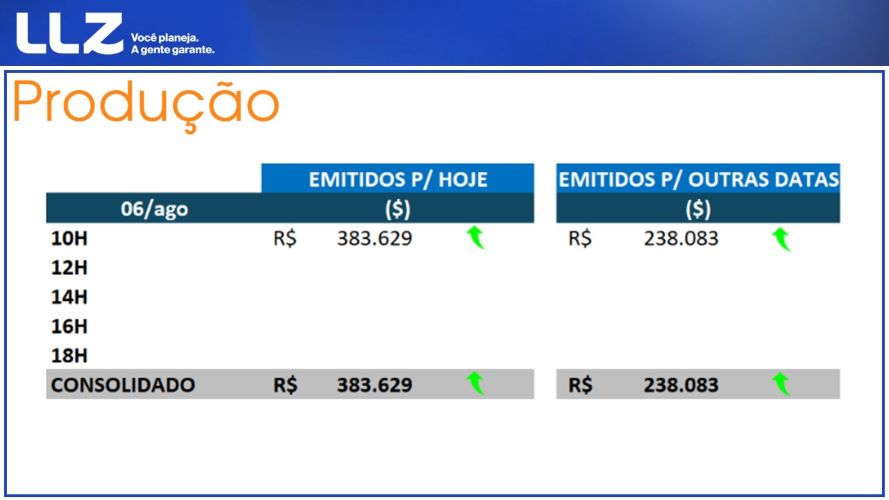 LLZ Você planeja.
A gente garante.
Produção
EMITIDOS P/ HOJE EMITIDOS P/ OUTRAS DATAS
06/ago ($) ($)
10H R$ 383.629 R$ 238.083
12H
14H
16H
18H
CONSOLIDADO R$ 383.629 R$ 238.083